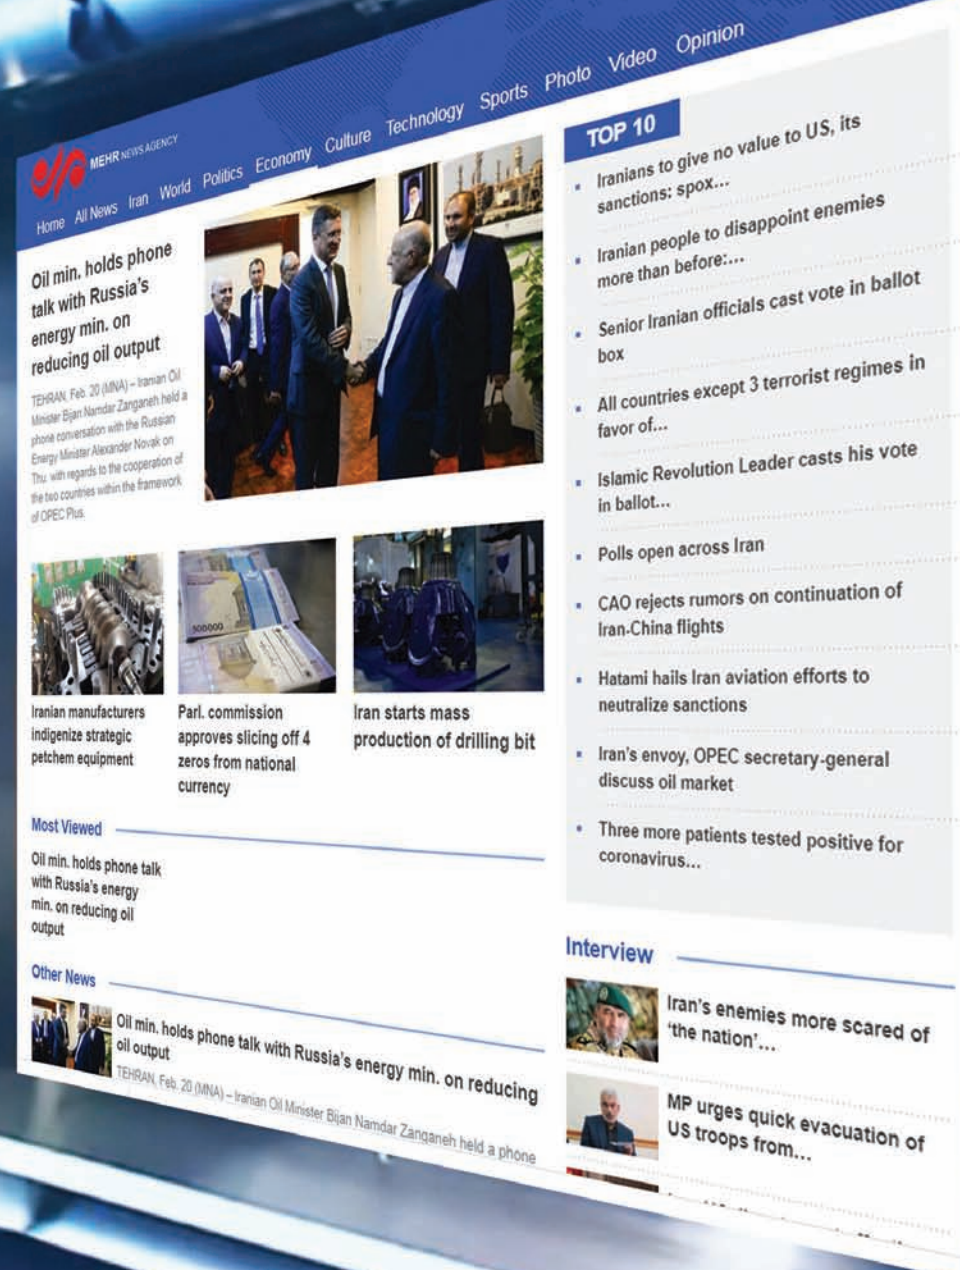 MEHR NEWS AGENCY
Home All News Iran World Politics Economy Culture Technology Sports Photo Video Opinion
Oil min. holds phone
talk with Russia's
energy min. on
reducing oil output
TEHRAN, Feb. 20 (MNA) – Iranian Oil
Minister Bijan Namdar Zanganeh held a
phone conversation with the Russian
Energy Minister Alexander Novak on
Thu. with regards to the cooperation of
the two countries within the framework
of OPEC Plus.
500000
Iranian manufacturers
indigenize strategic
petchem equipment
Parl. commission
approves slicing off 4
zeros from national
currency
Iran starts mass
production of drilling bit
Most Viewed
Oil min. holds phone talk
with Russia's energy
min. on reducing oil
output
Other News
Oil min. holds phone talk with Russia's energy min. on reducing
oil output
TEHRAN, Feb. 20 (MNA) – Iranian Oil Minister Bijan Namdar Zanganeh held a phone
TOP 10
Iranians to give no value to US, its
sanctions: spox...
Iranian people to disappoint enemies
more than before:...
Senior Iranian officials cast vote in ballot
box
All countries except 3 terrorist regimes in
favor of...
Islamic Revolution Leader casts his vote
in ballot...
Polls open across Iran
CAO rejects rumors on continuation of
Iran-China flights
Hatami hails Iran aviation efforts to
neutralize sanctions
Iran's envoy, OPEC secretary-general
discuss oil market
Three more patients tested positive for
coronavirus...
Interview
Iran's enemies more scared of
'the nation'...
MP urges quick evacuation of
US troops from...